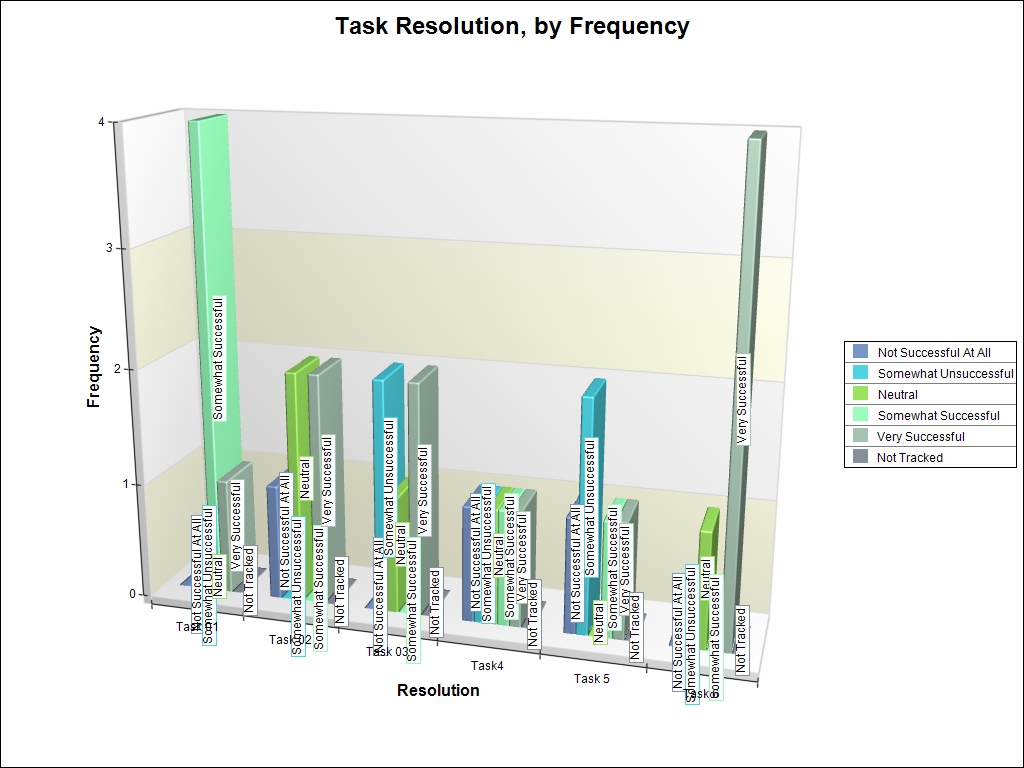 Task Resolution, by Frequency
4
3
2
1
0
Frequency
Not Successful At All
Somewhat Unsuccessful
Neutral
Somewhat Successful
Very Successful
Not Tracked
Not Successful At All
Somewhat Unsuccessful
Neutral
Somewhat Successful
Very Successful
Not Tracked
Not Successful At All
Somewhat Unsuccessful
Neutral
Somewhat Successful
Very Successful
Not Tracked
Not Successful At All
Somewhat Unsuccessful
Neutral
Somewhat Successful
Very Successful
Not Tracked
Not Successful At All
Somewhat Unsuccessful
Neutral
Somewhat Successful
Very Successful
Not Tracked
Not Successful At All
Somewhat Unsuccessful
Neutral
Somewhat Successful
Very Successful
Not Tracked
Task 01
Task 02
Task 03
Task4
Task 5
Task6
Resolution
Not Successful At All
Somewhat Unsuccessful
Neutral
Somewhat Successful
Very Successful
Not Tracked